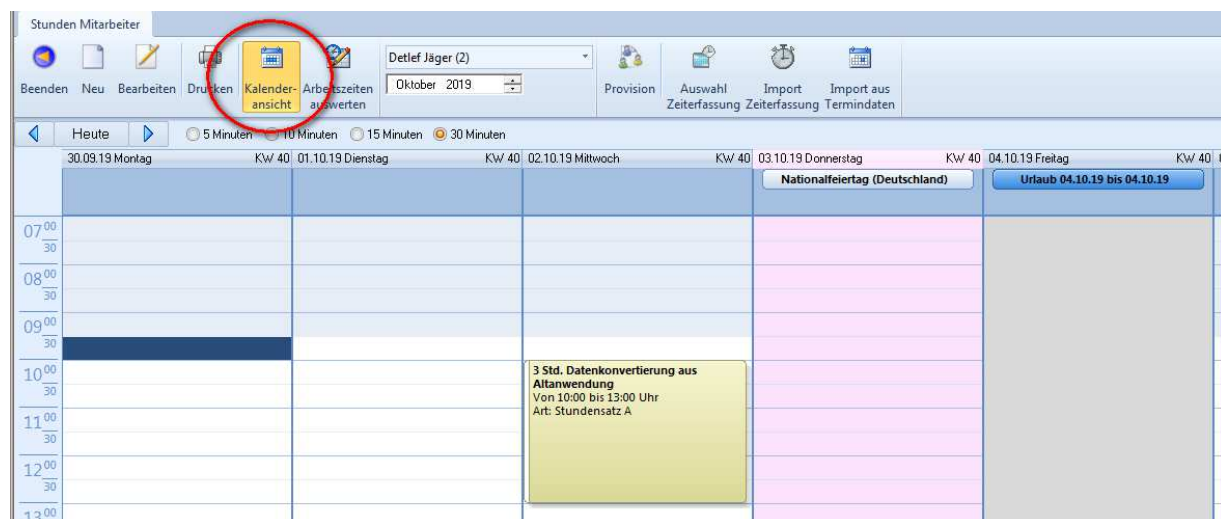 Stunden Mitarbeiter
Beenden
Neu
Bearbeiten
Drucken
Kalender-
ansicht
Arbeitszeiten
auswerten
Detlef Jäger (2)
Oktober 2019
Provision
Auswahl
Zeiterfassung
Import
Zeiterfassung
Import aus
Termindaten
Heute
5 Minuten
10 Minuten
15 Minuten
30 Minuten
30.09.19 Montag KW 40
01.10.19 Dienstag KW 40
02.10.19 Mittwoch KW 40
03.10.19 Donnerstag KW 40
04.10.19 Freitag KW 40
Nationalfeiertag (Deutschland)
Urlaub 04.10.19 bis 04.10.19
07 00
30
08 00
30
09 00
30
10 00
30
11 00
30
12 00
30
13 00
3 Std. Datenkonvertierung aus
Altanwendung
Von 10:00 bis 13:00 Uhr
Art: Stundensatz A